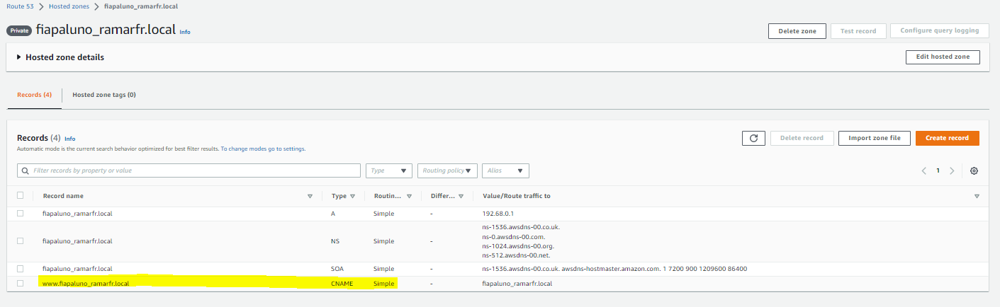 Route 53 > Hosted zones > fiapaluno_ramarfr.local
Private fiapaluno_ramarfr.local Info
Delete zone Test record Configure query logging
Hosted zone details Edit hosted zone
Records (4) Hosted zone tags (0)
Records (4) Info
Delete record Import zone file Create record
Automatic mode is the current search behavior optimized for best filter results. To change modes go to settings.
Filter records by property or value Type Routing policy Alias 1
Record name Type Routin... Differ... Value/Route traffic to
fiapaluno_ramarfr.local A Simple - 192.68.0.1
fiapaluno_ramarfr.local NS Simple - ns-1536.awsdns-00.co.uk.
ns-0.awsdns-00.com.
ns-1024.awsdns-00.org.
ns-512.awsdns-00.net.
fiapaluno_ramarfr.local SOA Simple - ns-1536.awsdns-00.co.uk. awsdns-hostmaster.amazon.com. 1 7200 900 1209600 86400
www.fiapaluno_ramarfr.local CNAME Simple - fiapaluno_ramarfr.local